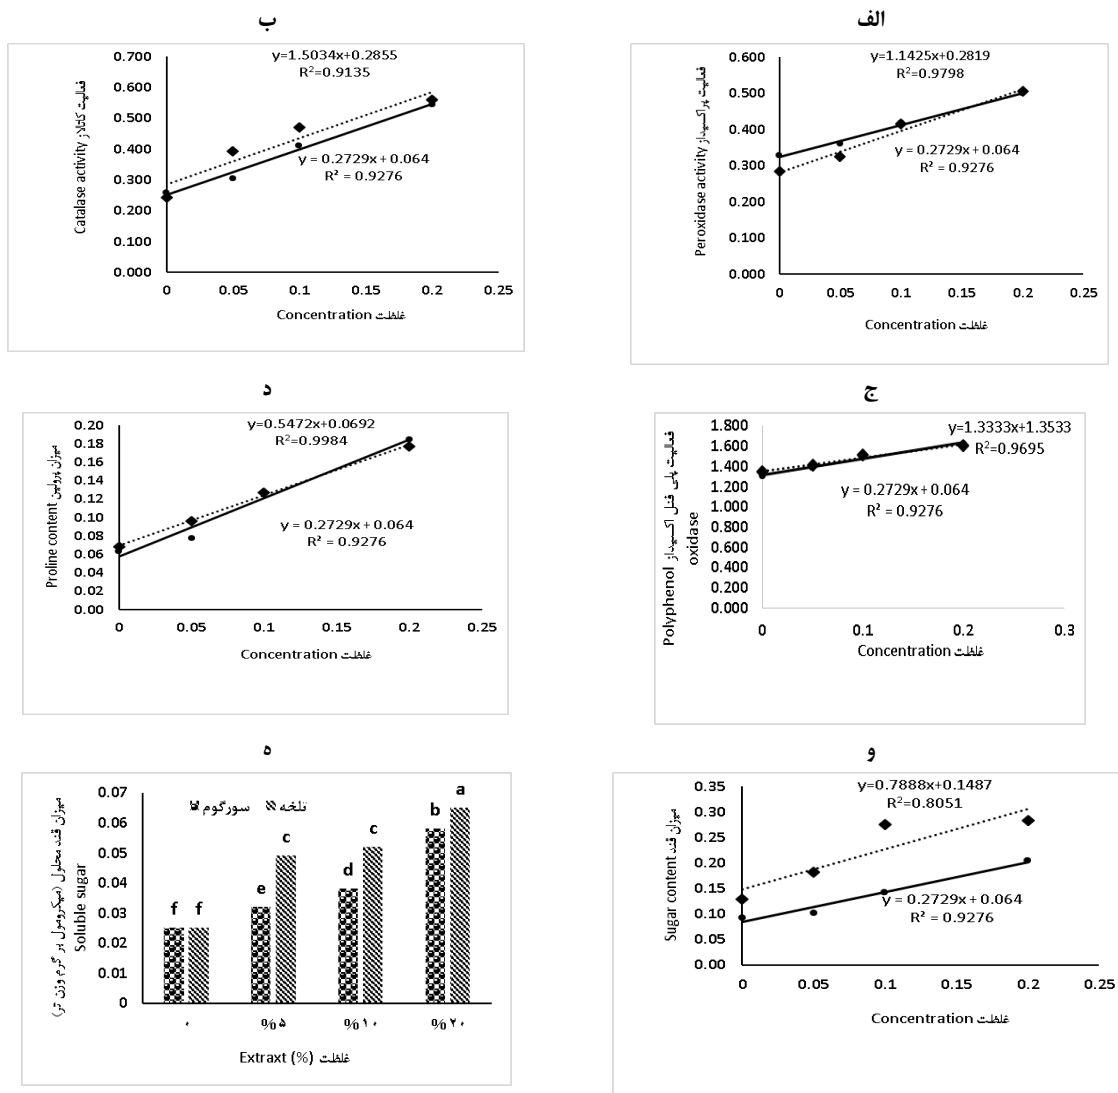 الف
ب
0.600
0.500
0.400
0.300
0.200
0.100
0.000
فعالیت پراکسیداز Peroxidase activity
y=1.1425x+0.2819
R²=0.9798
y = 0.2729x + 0.064
R² = 0.9276
0 0.05 0.1 0.15 0.2 0.25
Concentration غلظت
0.700
0.600
0.500
0.400
0.300
0.200
0.100
0.000
فعالیت کاتالاز Catalase activity
y=1.5034x+0.2855
R²=0.9135
y = 0.2729x + 0.064
R² = 0.9276
0 0.05 0.1 0.15 0.2 0.25
Concentration غلظت
ج
د
1.800
1.600
1.400
1.200
1.000
0.800
0.600
0.400
0.200
0.000
فعالیت پلی فنل اکسیداز Polyphenol
oxidase
y=1.3333x+1.3533
R²=0.9695
y = 0.2729x + 0.064
R² = 0.9276
0 0.1 0.2 0.3
Concentration غلظت
0.20
0.18
0.16
0.14
0.12
0.10
0.08
0.06
0.04
0.02
0.00
میزان پرولین Proline content
y=0.5472x+0.0692
R²=0.9984
y = 0.2729x + 0.064
R² = 0.9276
0 0.05 0.1 0.15 0.2 0.25
Concentration غلظت
و
ه
0.35
0.30
0.25
0.20
0.15
0.10
0.05
0.00
میزان قند Sugar content
y=0.7888x+0.1487
R²=0.8051
y = 0.2729x + 0.064
R² = 0.9276
0 0.05 0.1 0.15 0.2 0.25
Concentration غلظت
0.07
0.06
0.05
0.04
0.03
0.02
0.01
0
میزان قند محلول (میکرومول بر گرم وزن تر)
Soluble sugar
سورگوم تلخه
f f e c d c b a
۰ %۵ %۱۰ %۲۰
Extraxt (%) غلظت